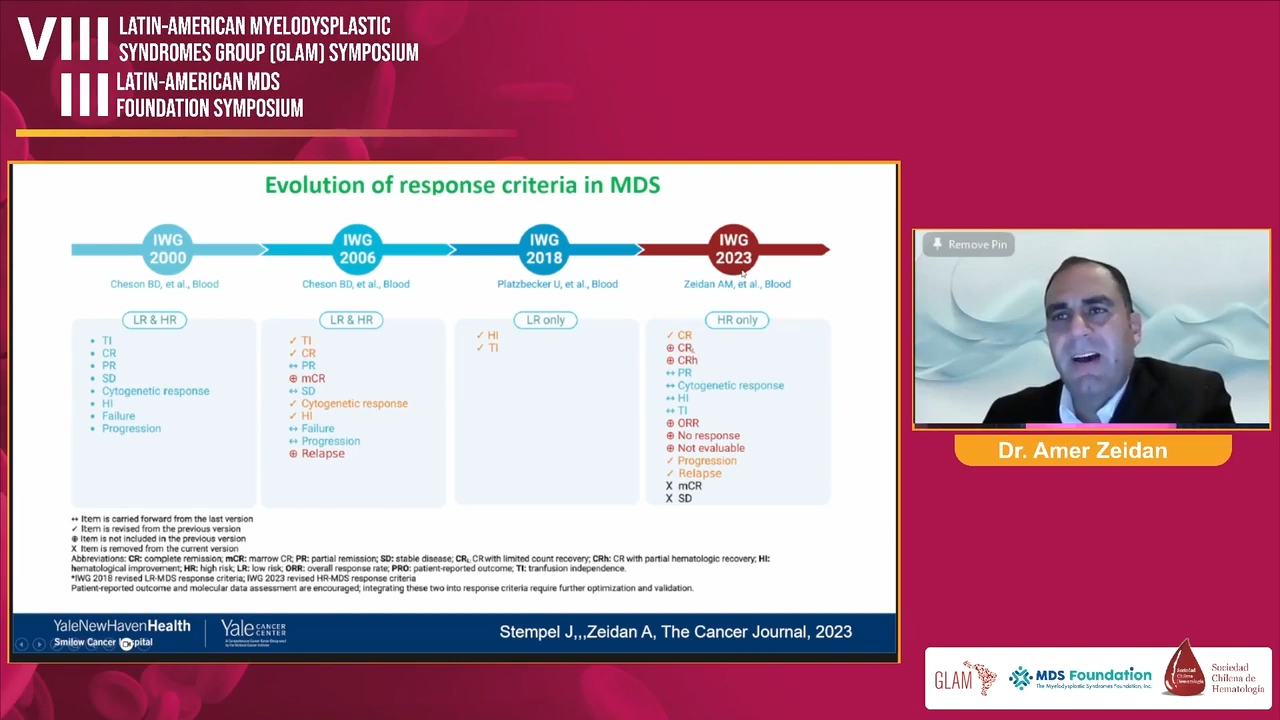 VIII LATIN-AMERICAN MYELODYSPLASTIC
SYNDROMES GROUP (GLAM) SYMPOSIUM
III LATIN-AMERICAN MDS
FOUNDATION SYMPOSIUM
Evolution of response criteria in MDS
IWG
2000
IWG
2006
IWG
2018
IWG
2023
Cheson BD, et al., Blood
Cheson BD, et al., Blood
Platzbecker U, et al., Blood
Zeidan AM, et al., Blood
LR & HR
• TI
• CR
• PR
• SD
• Cytogenetic response
• HI
• Failure
• Progression
LR & HR
✓ TI
✓ CR
↔ PR
⊕ mCR
↔ SD
✓ Cytogenetic response
✓ HI
↔ Failure
↔ Progression
⊕ Relapse
LR only
✓ HI
✓ TI
HR only
✓ CR
⊕ CRL
⊕ CRh
↔ PR
↔ Cytogenetic response
↔ HI
↔ TI
⊕ ORR
⊕ No response
⊕ Not evaluable
✓ Progression
✓ Relapse
X mCR
X SD
↔ Item is carried forward from the last version
✓ Item is revised from the previous version
⊕ Item is not included in the previous version
X Item is removed from the current version
Abbreviations: CR: complete remission; mCR: marrow CR; PR: partial remission; SD: stable disease; CRL: CR with limited count recovery; CRh: CR with partial hematologic recovery; HI:
hematological improvement; HR: high risk; LR: low risk; ORR: overall response rate; PRO: patient-reported outcome; TI: tranfusion independence.
*IWG 2018 revised LR-MDS response criteria; IWG 2023 revised HR-MDS response criteria
Patient-reported outcome and molecular data assessment are encouraged; integrating these two into response criteria require further optimization and validation.
YaleNewHavenHealth
Smilow Cancer Hospital
Yale CANCER
CENTER
Stempel J,,,Zeidan A, The Cancer Journal, 2023
Remove Pin
Dr. Amer Zeidan
GLAM
MDS Foundation
The Myelodysplastic Syndromes Foundation, Inc.
Sociedad
Chilena de
Hematología
Sociedad
Chilena de
Hematología